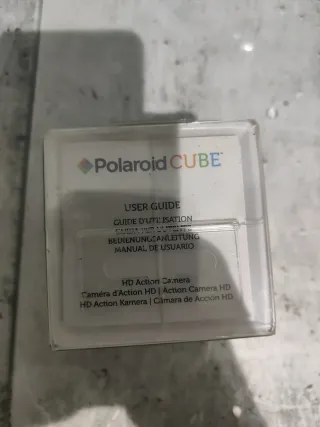 Polaroid CUBE
USER GUIDE
GUIDE D'UTILISATION
BEDIENUNGSANLEITUNG
MANUAL DE USUARIO
HD Action Camera
Caméra d'Action HD | Action Camera HD
HD Action Kamera | Cámara de Acción HD